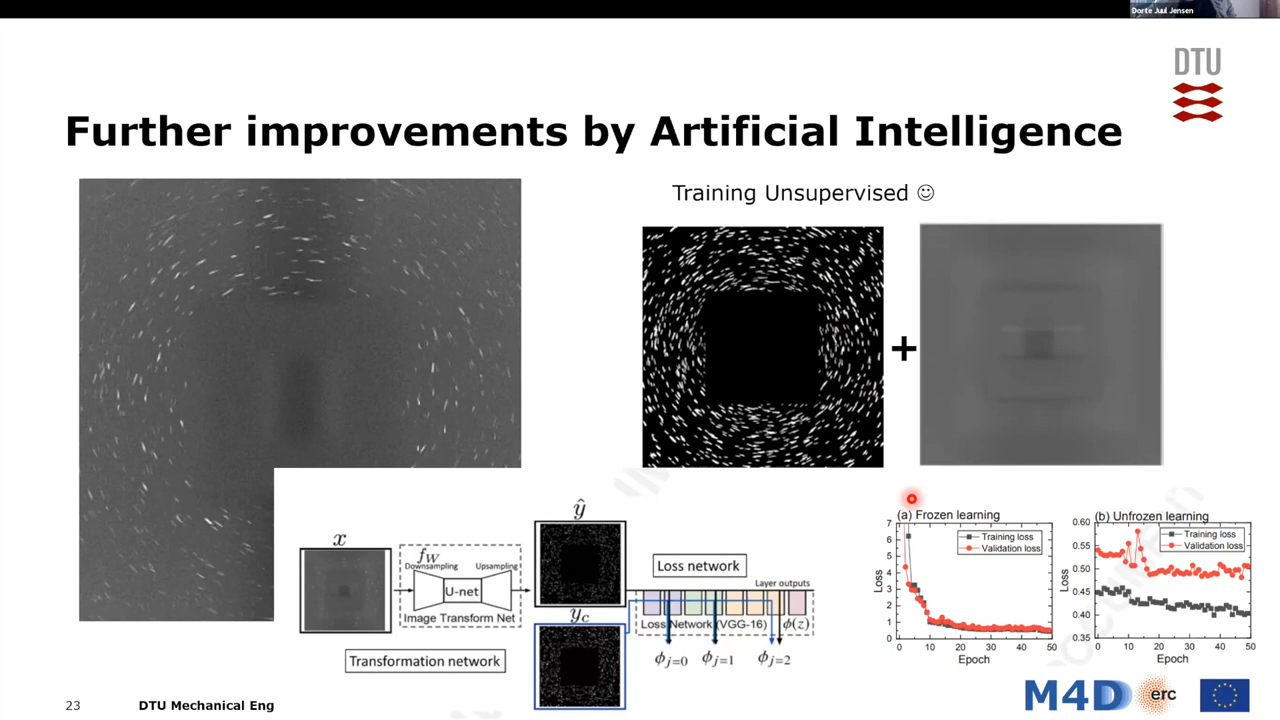 Dorte Juul Jensen
DTU
Further improvements by Artificial Intelligence
Training Unsupervised ☺
+
x
f_W
Downsampling
Upsampling
U-net
Image Transform Net
Transformation network
ŷ
y_c
Loss network
Layer outputs
Loss Network (VGG-16)
ϕ(z)
ϕ_{j=0}
ϕ_{j=1}
ϕ_{j=2}
(a) Frozen learning
Training loss
Validation loss
7
6
5
4
3
2
1
0
Loss
0 10 20 30 40 50
Epoch
(b) Unfrozen learning
Training loss
Validation loss
0.60
0.55
0.50
0.45
0.40
0.35
Loss
0 10 20 30 40 50
Epoch
23
DTU Mechanical Eng
M4D
erc